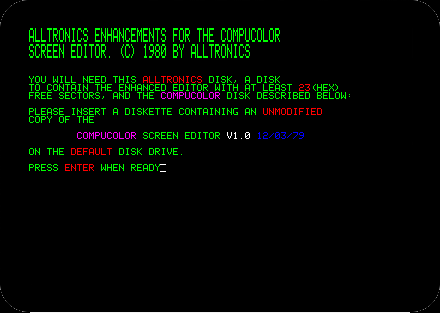 ALLTRONICS ENHANCEMENTS FOR THE COMPUCOLOR
SCREEN EDITOR. (C) 1980 BY ALLTRONICS
YOU WILL NEED THIS ALLTRONICS DISK, A DISK
TO CONTAIN THE ENHANCED EDITOR WITH AT LEAST 23(HEX)
FREE SECTORS, AND THE COMPUCOLOR DISK DESCRIBED BELOW:
PLEASE INSERT A DISKETTE CONTAINING AN UNMODIFIED
COPY OF THE
COMPUCOLOR SCREEN EDITOR V1.0 12/03/79
ON THE DEFAULT DISK DRIVE.
PRESS ENTER WHEN READY_